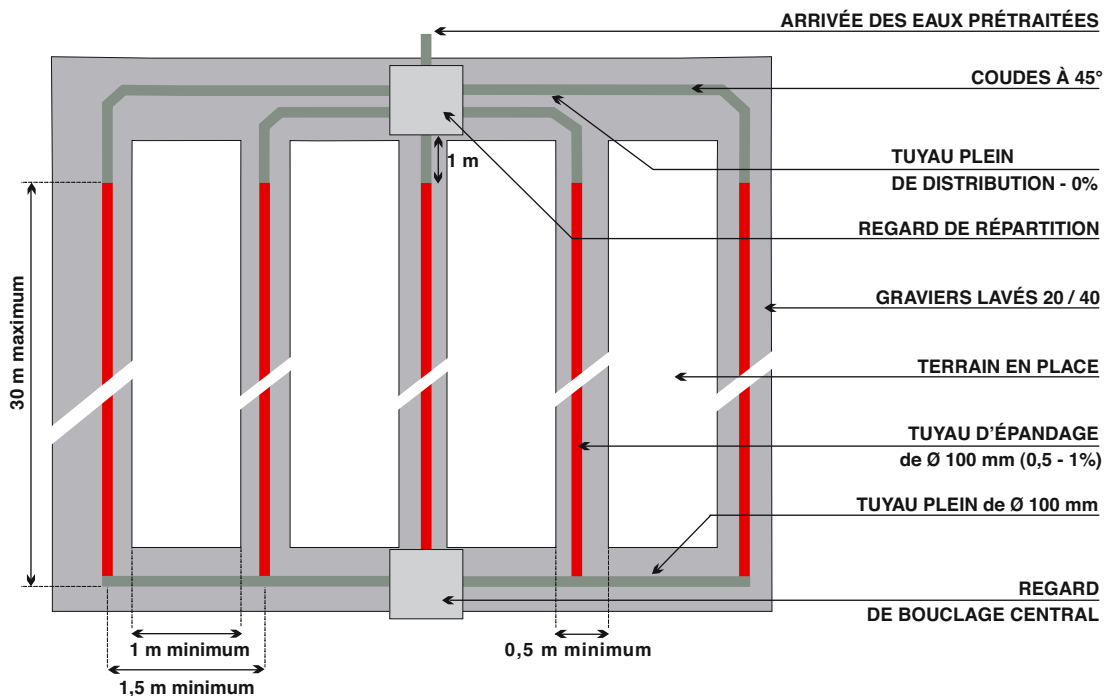 ARRIVÉE DES EAUX PRÉTRAITÉES
COUDES À 45°
1 m
TUYAU PLEIN
DE DISTRIBUTION - 0%
REGARD DE RÉPARTITION
GRAVIERS LAVÉS 20 / 40
30 m maximum
TERRAIN EN PLACE
TUYAU D'ÉPANDAGE
de Ø 100 mm (0,5 - 1%)
TUYAU PLEIN de Ø 100 mm
REGARD
DE BOUCLAGE CENTRAL
1 m minimum
0,5 m minimum
1,5 m minimum